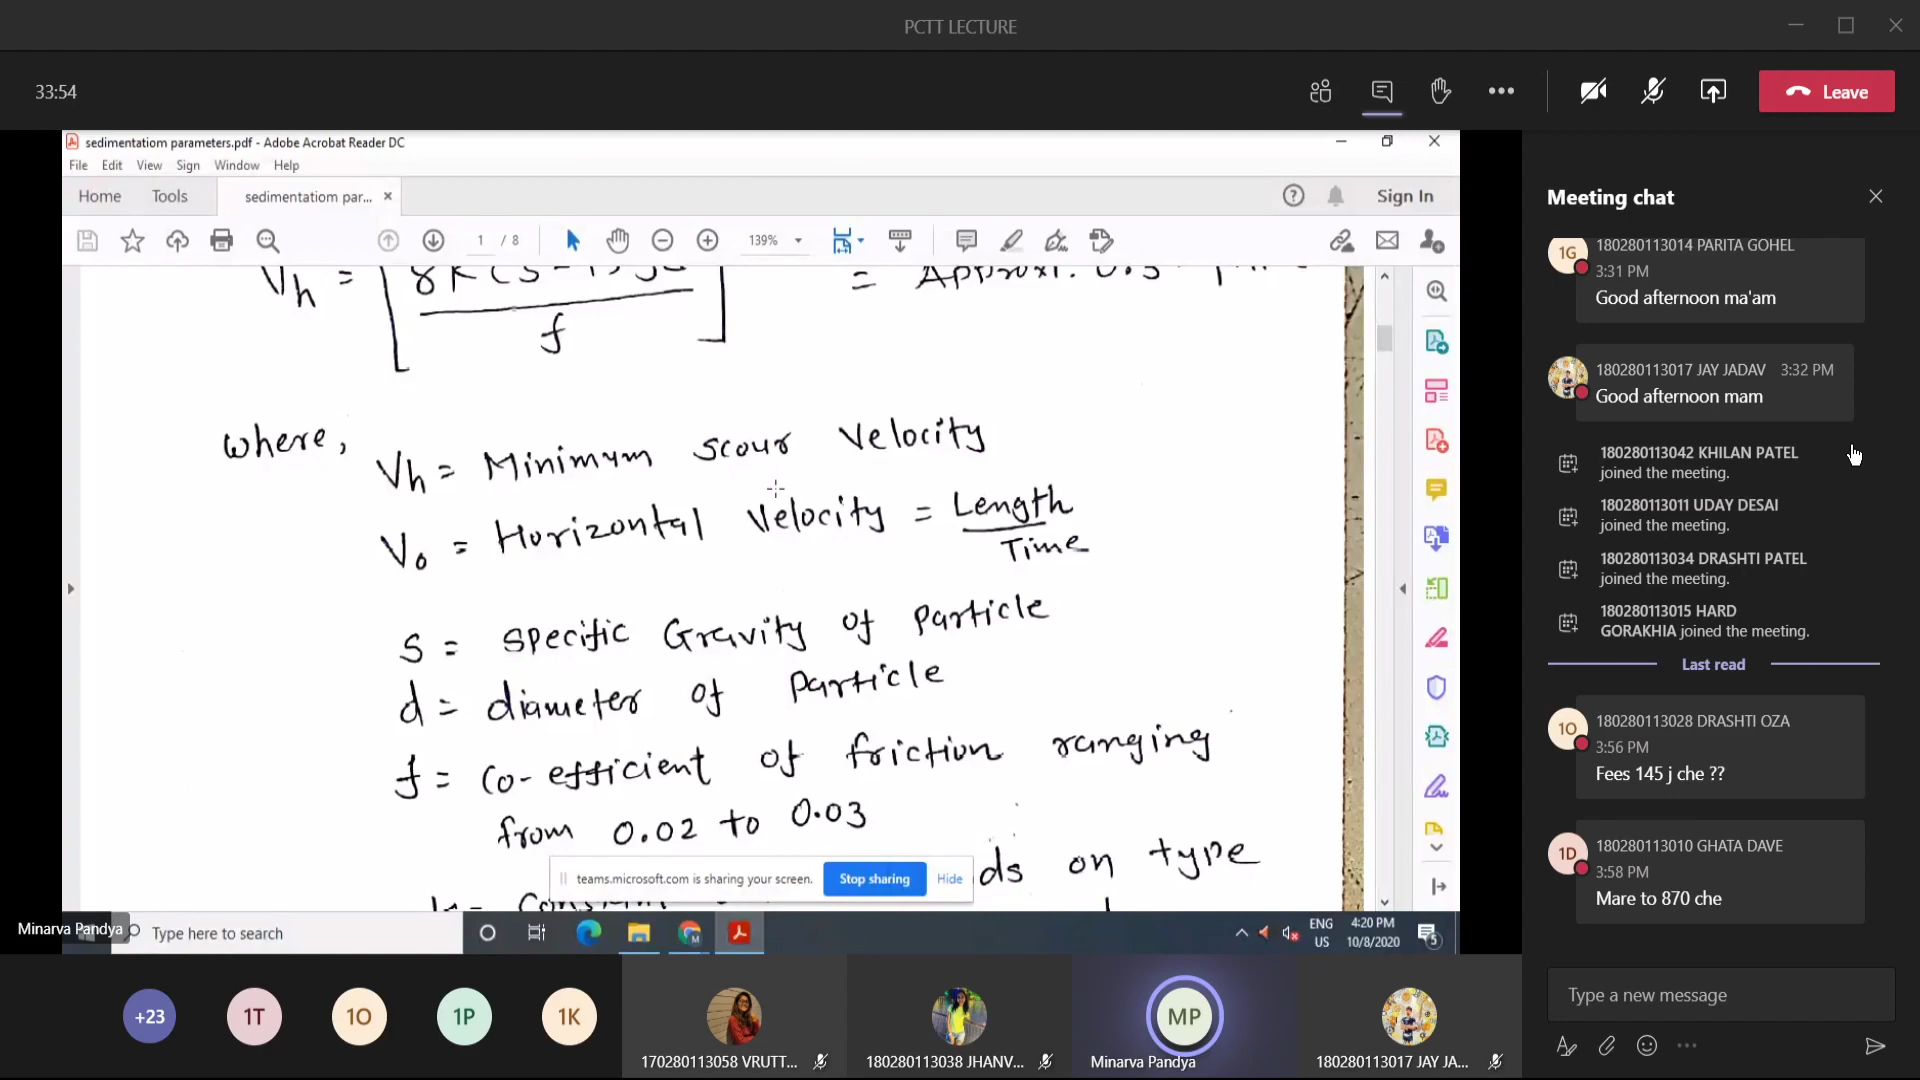 PCTT LECTURE
33:54
Leave
sedimentatiom parameters.pdf - Adobe Acrobat Reader DC
File Edit View Sign Window Help
Home Tools sedimentatiom par... Sign In
1 / 8 139%
Vh = f = Approxi.
where,
Vh = Minimum scour velocity
Vo = Horizontal velocity = Length
Time
S = specific Gravity of particle
d = diameter of particle
f = co-efficient of friction ranging
from 0.02 to 0.03
on type
teams.microsoft.com is sharing your screen. Stop sharing Hide
Minarva Pandya
Type here to search
ENG
US
4:20 PM
10/8/2020
5
+23
1T
1O
1P
1K
170280113058 VRUTT...
180280113038 JHANV...
MP
Minarva Pandya
180280113017 JAY JA...
Meeting chat
1G
180280113014 PARITA GOHEL
3:31 PM
Good afternoon ma'am
180280113017 JAY JADAV 3:32 PM
Good afternoon mam
180280113042 KHILAN PATEL
joined the meeting.
180280113011 UDAY DESAI
joined the meeting.
180280113034 DRASHTI PATEL
joined the meeting.
180280113015 HARD
GORAKHIA joined the meeting.
Last read
1O
180280113028 DRASHTI OZA
3:56 PM
Fees 145 j che ??
1D
180280113010 GHATA DAVE
3:58 PM
Mare to 870 che
Type a new message